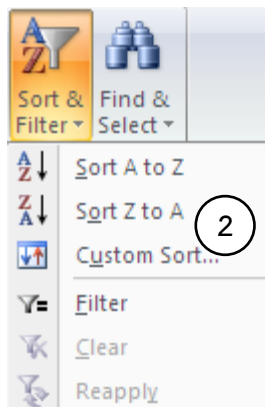 Sort & Find &
Filter Select
Sort A to Z
Sort Z to A
2
Custom Sort...
Filter
Clear
Reapply